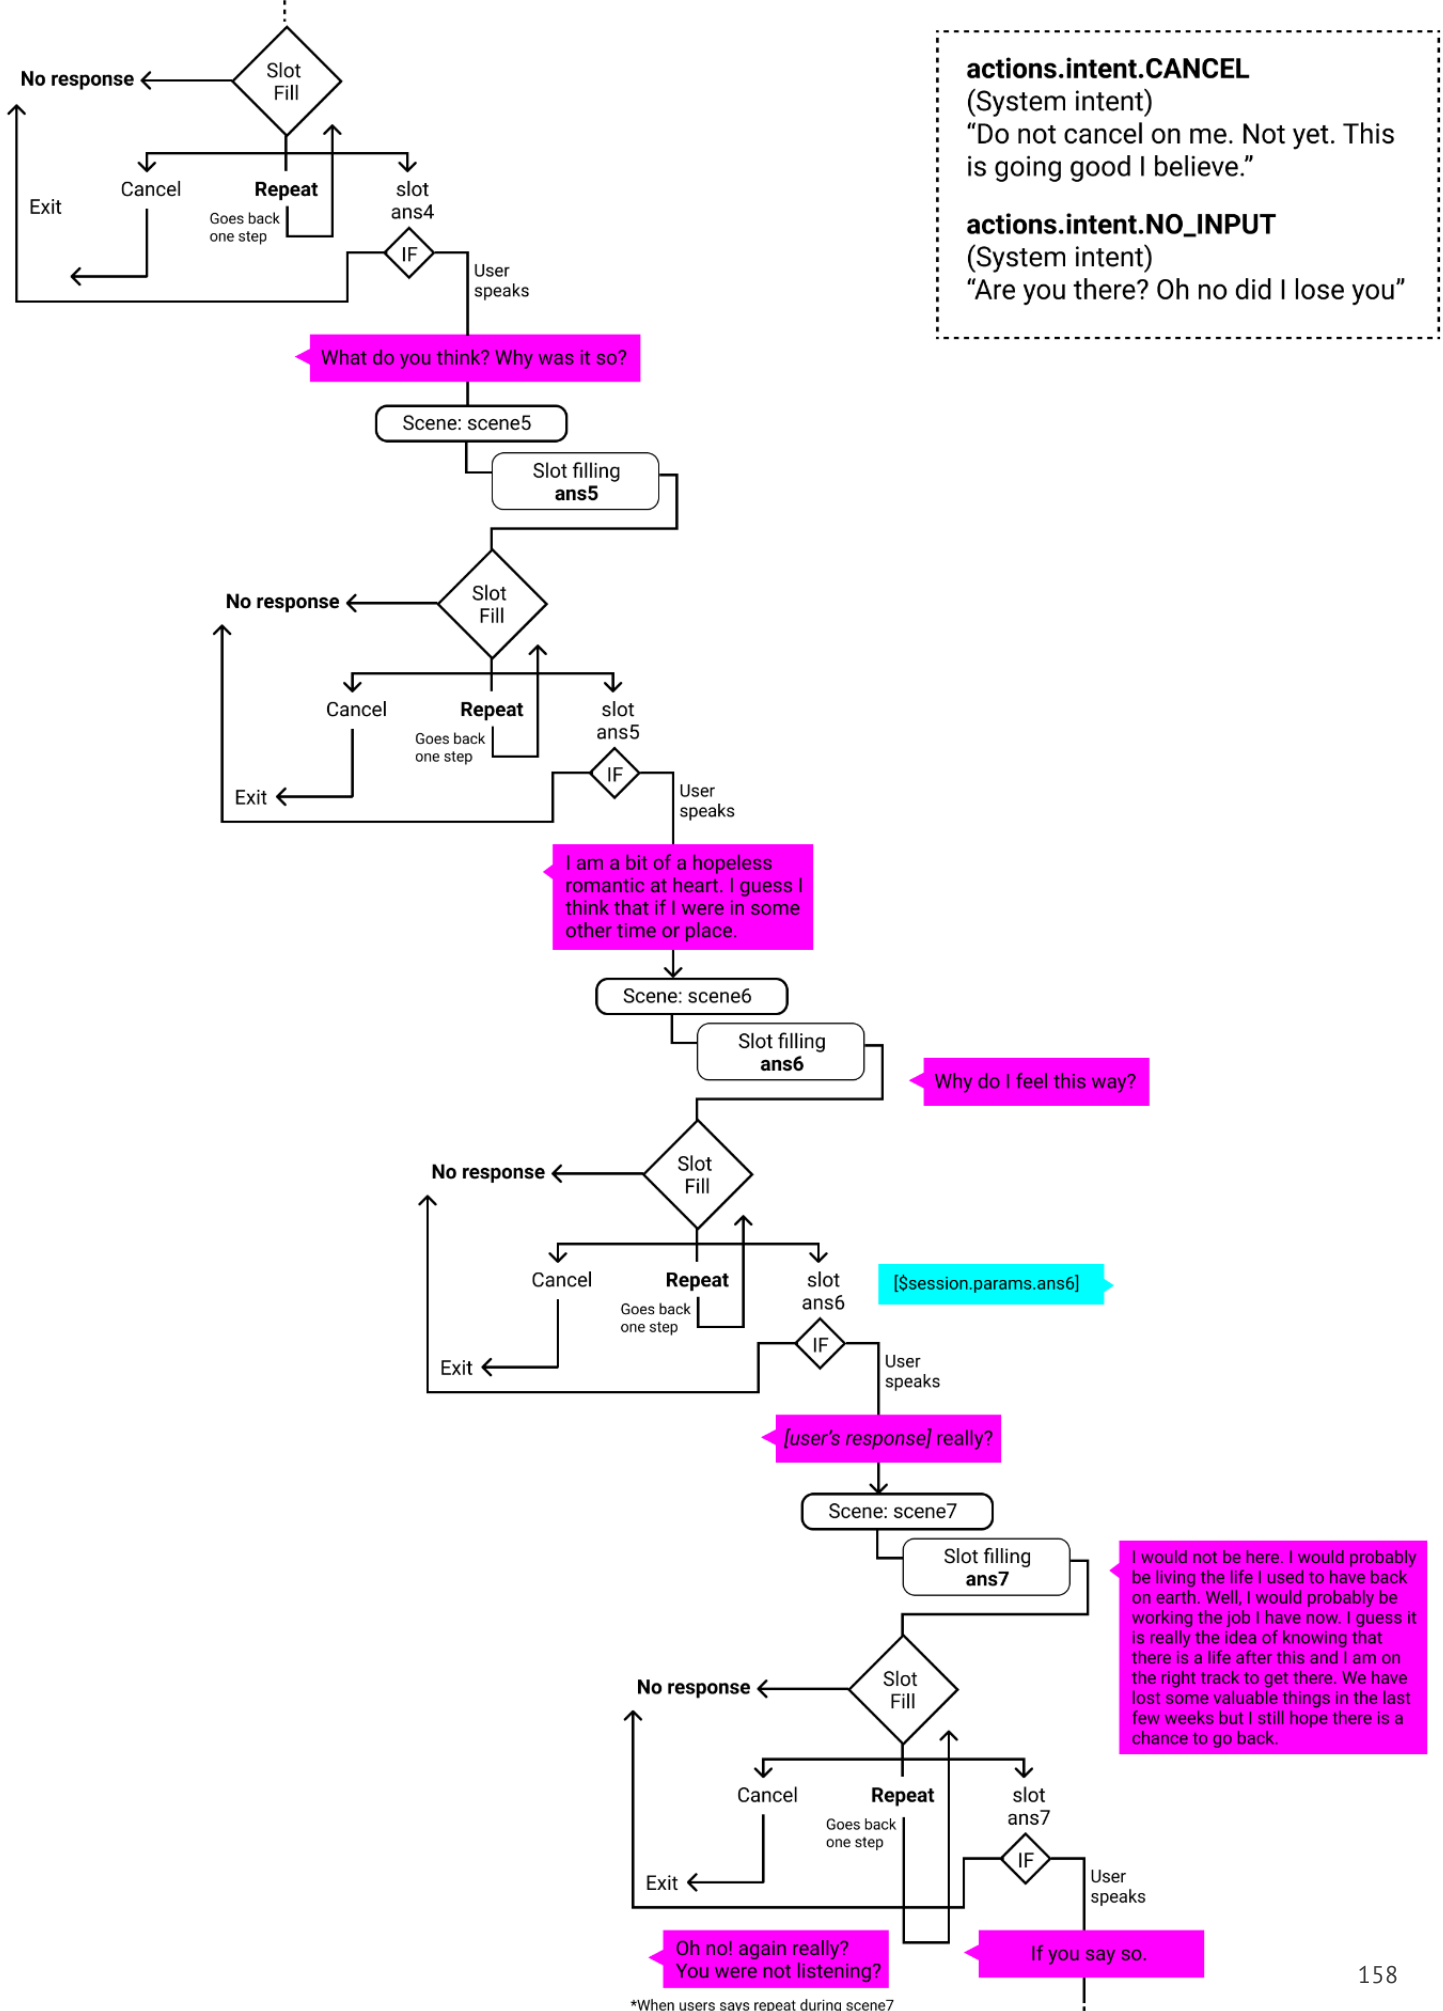 actions.intent.CANCEL
(System intent)
“Do not cancel on me. Not yet. This
is going good I believe.”
actions.intent.NO_INPUT
(System intent)
“Are you there? Oh no did I lose you”
Slot
Fill
No response
Cancel
Repeat
Goes back
one step
slot
ans4
Exit
IF
User
speaks
What do you think? Why was it so?
Scene: scene5
Slot filling
ans5
Slot
Fill
No response
Cancel
Repeat
Goes back
one step
slot
ans5
IF
Exit
User
speaks
I am a bit of a hopeless
romantic at heart. I guess I
think that if I were in some
other time or place.
Scene: scene6
Slot filling
ans6
Why do I feel this way?
Slot
Fill
No response
Cancel
Repeat
Goes back
one step
slot
ans6
[$session.params.ans6]
IF
Exit
User
speaks
[user’s response] really?
Scene: scene7
Slot filling
ans7
I would not be here. I would probably
be living the life I used to have back
on earth. Well, I would probably be
working the job I have now. I guess it
is really the idea of knowing that
there is a life after this and I am on
the right track to get there. We have
lost some valuable things in the last
few weeks but I still hope there is a
chance to go back.
Slot
Fill
No response
Cancel
Repeat
Goes back
one step
slot
ans7
IF
Exit
User
speaks
Oh no! again really?
You were not listening?
If you say so.
*When users says repeat during scene7
158